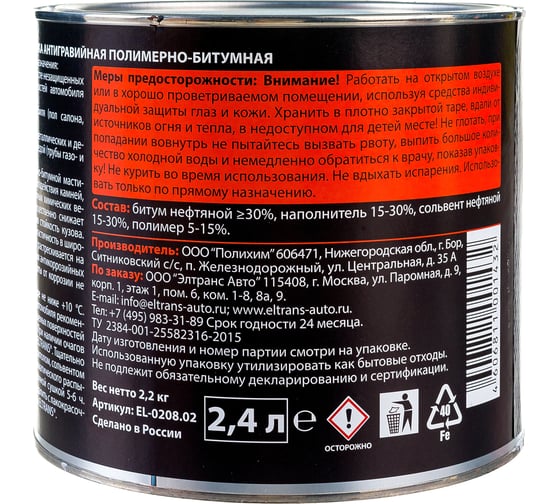 КА АНТИГРАВИЙНАЯ ПОЛИМЕРНО-БИТУМНАЯ
значения:
незащищенных
стей автомобиля
(пол салона,
Меры предосторожности: Внимание! Работать на открытом воздухе
или в хорошо проветриваемом помещении, используя средства индиви-
дуальной защиты глаз и кожи. Хранить в плотно закрытой таре, вдали от
источников огня и тепла, в недоступном для детей месте! Не глотать, при
попадании вовнутрь не пытайтесь вызвать рвоту, выпить большое коли-
чество холодной воды и немедленно обратиться к врачу, показав упаков-
ку! Не курить во время использования. Не вдыхать испарения. Использо-
вать только по прямому назначению.
Состав: битум нефтяной ≥30%, наполнитель 15-30%, сольвент нефтяной
15-30%, полимер 5-15%.
Производитель: ООО "Полихим" 606471, Нижегородская обл., г. Бор,
Ситниковский с/с, п. Железнодорожный, ул. Центральная, д. 35 А
По заказу: ООО "Элтранс Авто" 115408, г. Москва, ул. Паромная, д. 9,
корп. 1, этаж 1, пом. 6, ком. 1-8, 8а, 9.
E-mail: info@eltrans-auto.ru, www.eltrans-auto.ru
Тел.: +7 (495) 983-31-89 Срок годности 24 месяца.
ТУ 2384-001-25582316-2015
Дату изготовления и номер партии смотри на упаковке.
Использованную упаковку утилизировать как бытовые отходы.
Не подлежит обязательному декларированию и сертификации.
Вес нетто 2,2 кг
Артикул: EL-0208.02
Сделано в России
2,4 л e
ОСТОРОЖНО
40
Fe
4606811001432